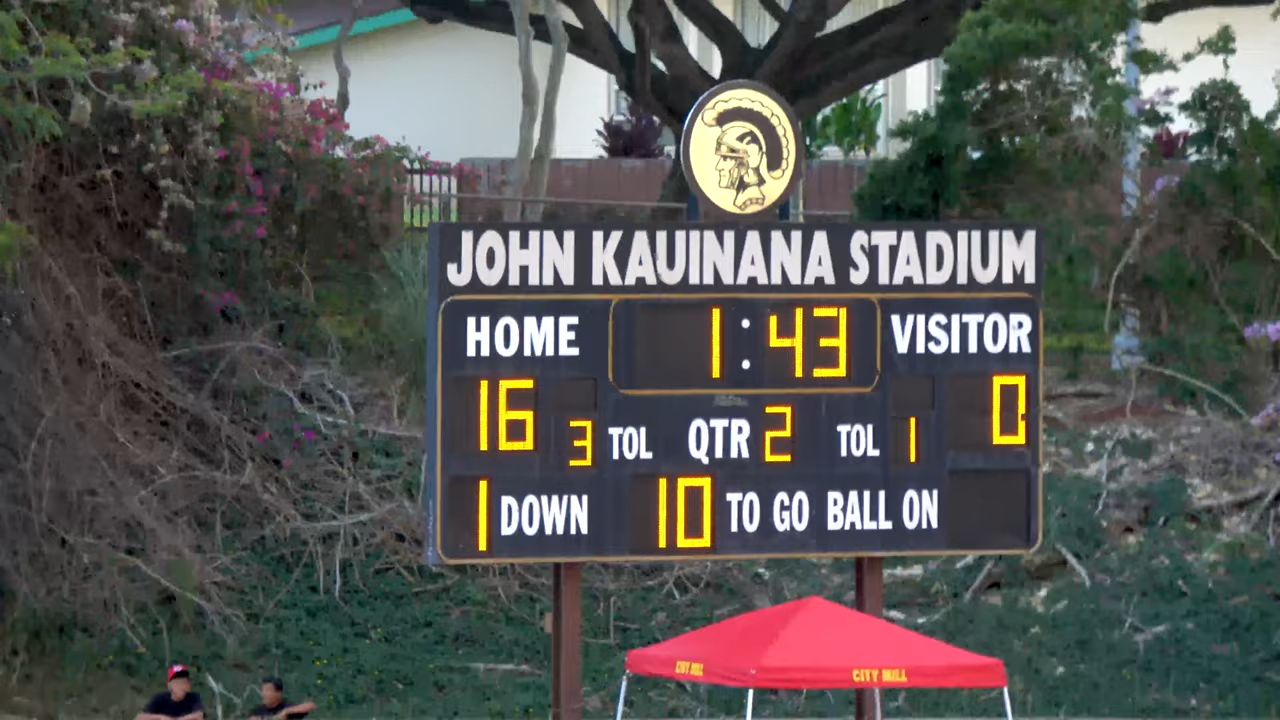 JOHN KAUINANA STADIUM
HOME 1:43 VISITOR
16 3 TOL QTR 2 TOL 1 0
1 DOWN 10 TO GO BALL ON
CITY MILL CITY MILL